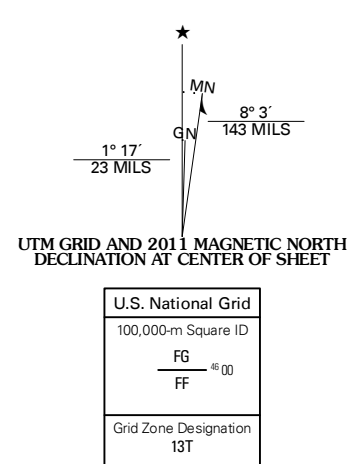 ★
MN
8° 3´
143 MILS
GN
1° 17´
23 MILS
UTM GRID AND 2011 MAGNETIC NORTH
DECLINATION AT CENTER OF SHEET
U.S. National Grid
100,000-m Square ID
FG
46 00
FF
Grid Zone Designation
13T